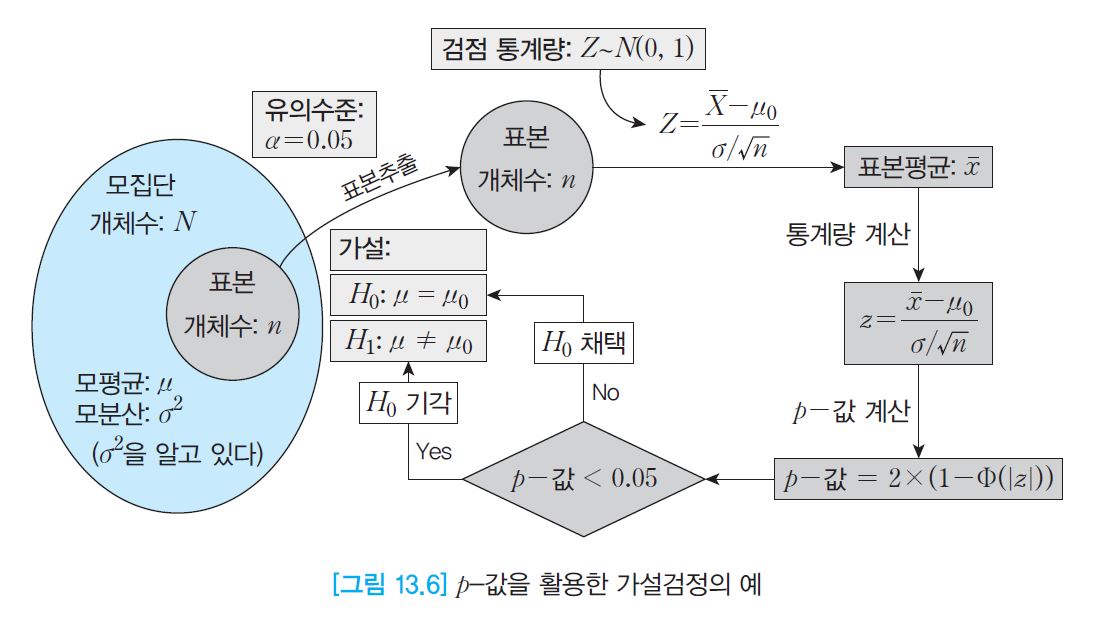 검점 통계량: Z~N(0, 1)
Z=X̄−μ₀/σ/√n
유의수준:
α=0.05
표본
개체수: n
표본추출
표본평균: x̄
모집단
개체수: N
표본
개체수: n
모평균: μ
모분산: σ²
(σ²을 알고 있다)
가설:
H₀: μ = μ₀
H₁: μ ≠ μ₀
통계량 계산
z=x̄−μ₀/σ/√n
p−값 계산
p−값 = 2×(1−Φ(|z|))
p−값 < 0.05
No
H₀ 채택
Yes
H₀ 기각
[그림 13.6] p–값을 활용한 가설검정의 예